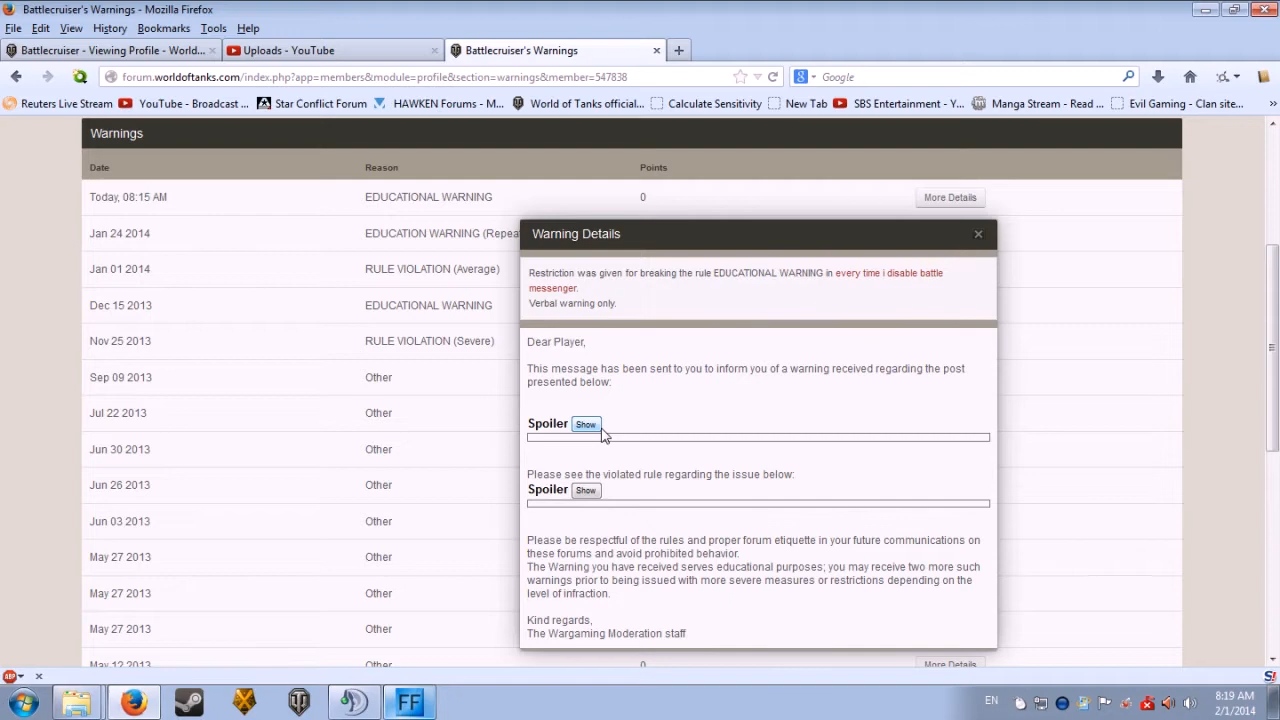 Battlecruiser's Warnings - Mozilla Firefox
File Edit View History Bookmarks Tools Help
Battlecruiser - Viewing Profile - World... Uploads - YouTube Battlecruiser's Warnings
forum.worldoftanks.com/index.php?app=members&module=profile&section=warnings&member=547838 Google
Reuters Live Stream YouTube - Broadcast ... Star Conflict Forum HAWKEN Forums - M... World of Tanks official... Calculate Sensitivity New Tab SBS Entertainment - Y... Manga Stream - Read ... Evil Gaming - Clan site...
Warnings
Date Reason Points
Today, 08:15 AM EDUCATIONAL WARNING 0 More Details
Jan 24 2014 EDUCATION WARNING (Repea
Jan 01 2014 RULE VIOLATION (Average)
Dec 15 2013 EDUCATIONAL WARNING
Nov 25 2013 RULE VIOLATION (Severe)
Sep 09 2013 Other
Jul 22 2013 Other
Jun 30 2013 Other
Jun 26 2013 Other
Jun 03 2013 Other
May 27 2013 Other
May 27 2013 Other
May 27 2013 Other
May 12 2013 Other 0 More Details
Warning Details
Restriction was given for breaking the rule EDUCATIONAL WARNING in every time i disable battle
messenger.
Verbal warning only.
Dear Player,
This message has been sent to you to inform you of a warning received regarding the post
presented below:
Spoiler Show
Please see the violated rule regarding the issue below:
Spoiler Show
Please be respectful of the rules and proper forum etiquette in your future communications on
these forums and avoid prohibited behavior.
The Warning you have received serves educational purposes; you may receive two more such
warnings prior to being issued with more severe measures or restrictions depending on the
level of infraction.
Kind regards,
The Wargaming Moderation staff
ABP
FF
EN
8:19 AM
2/1/2014